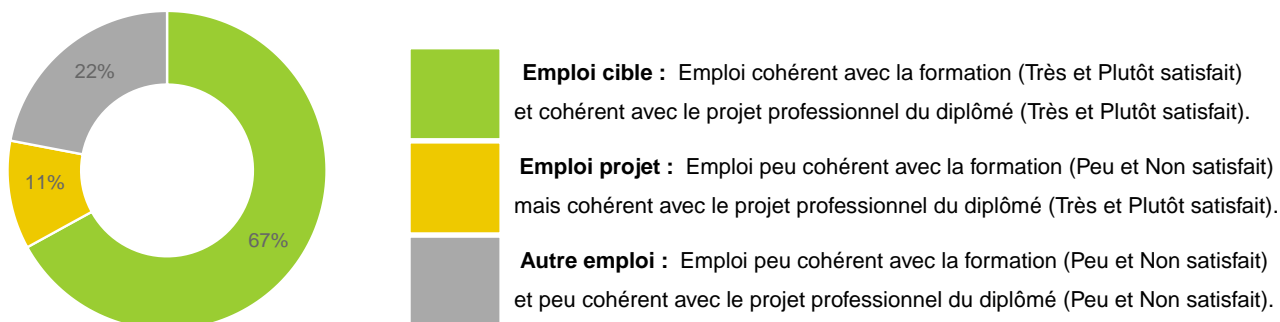 22%
11%
67%
Emploi cible : Emploi cohérent avec la formation (Très et Plutôt satisfait)
et cohérent avec le projet professionnel du diplômé (Très et Plutôt satisfait).
Emploi projet : Emploi peu cohérent avec la formation (Peu et Non satisfait)
mais cohérent avec le projet professionnel du diplômé (Très et Plutôt satisfait).
Autre emploi : Emploi peu cohérent avec la formation (Peu et Non satisfait)
et peu cohérent avec le projet professionnel du diplômé (Peu et Non satisfait).